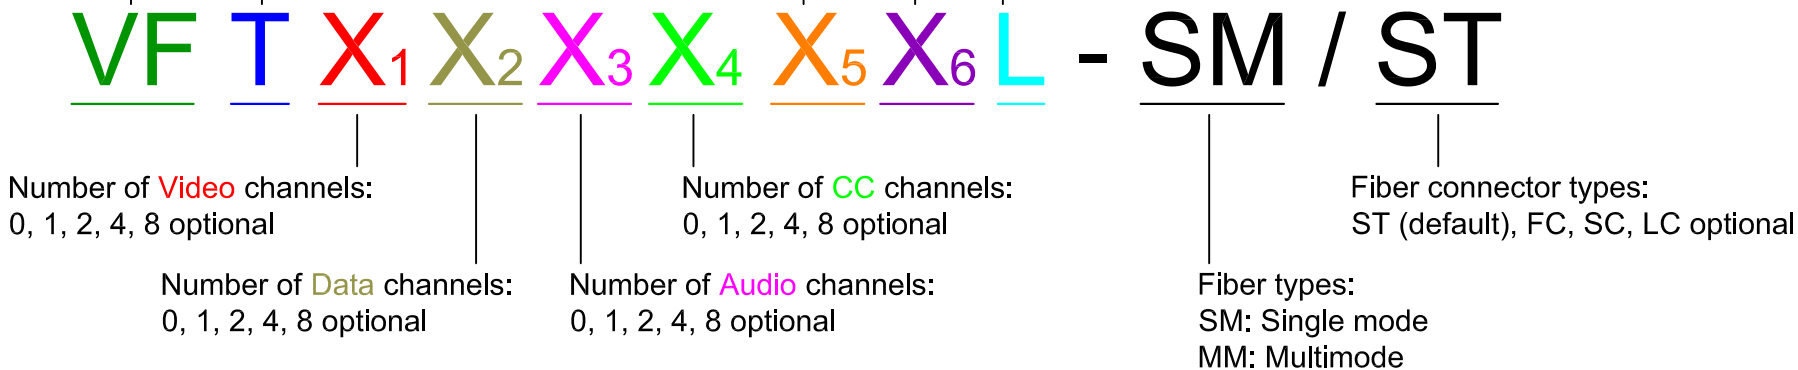 VF T X1 X2 X3 X4 X5 X6 L - SM / ST
Number of Video channels:
0, 1, 2, 4, 8 optional
Number of CC channels:
0, 1, 2, 4, 8 optional
Fiber connector types:
ST (default), FC, SC, LC optional
Number of Data channels:
0, 1, 2, 4, 8 optional
Number of Audio channels:
0, 1, 2, 4, 8 optional
Fiber types:
SM: Single mode
MM: Multimode